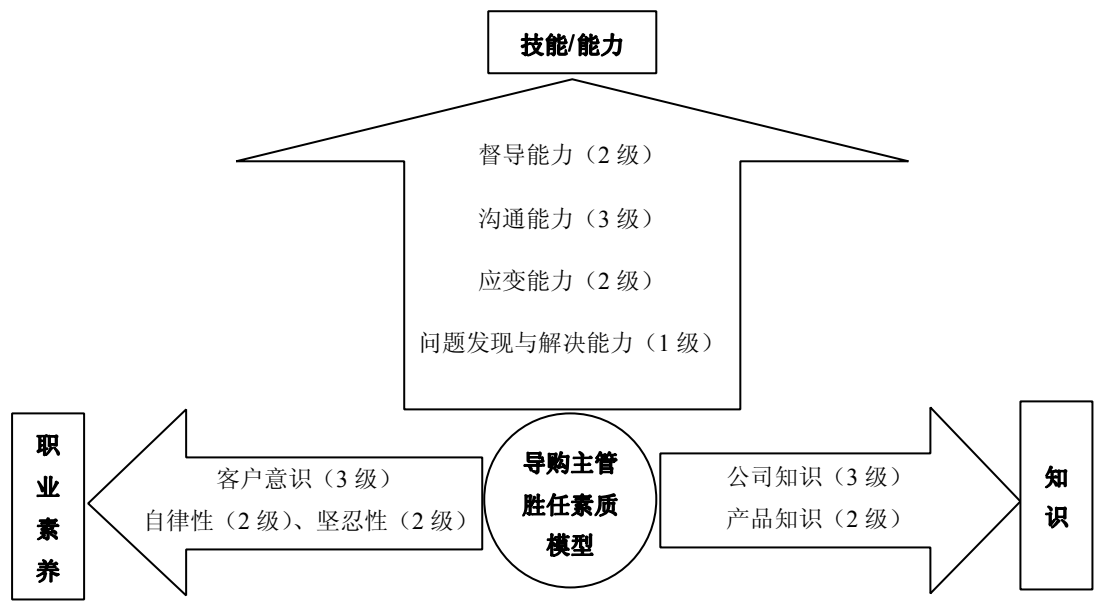 技能/能力
督导能力（2 级）
沟通能力（3 级）
应变能力（2 级）
问题发现与解决能力（1 级）
职业素养
客户意识（3 级）
自律性（2 级）、坚忍性（2 级）
导购主管
胜任素质
模型
公司知识（3 级）
产品知识（2 级）
知识